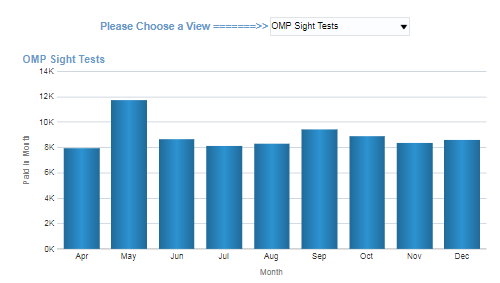 Please Choose a View =======>> OMP Sight Tests
OMP Sight Tests
14K
12K
10K
8K
6K
4K
2K
0K
Paid in Month
Apr May Jun Jul Aug Sep Oct Nov Dec
Month